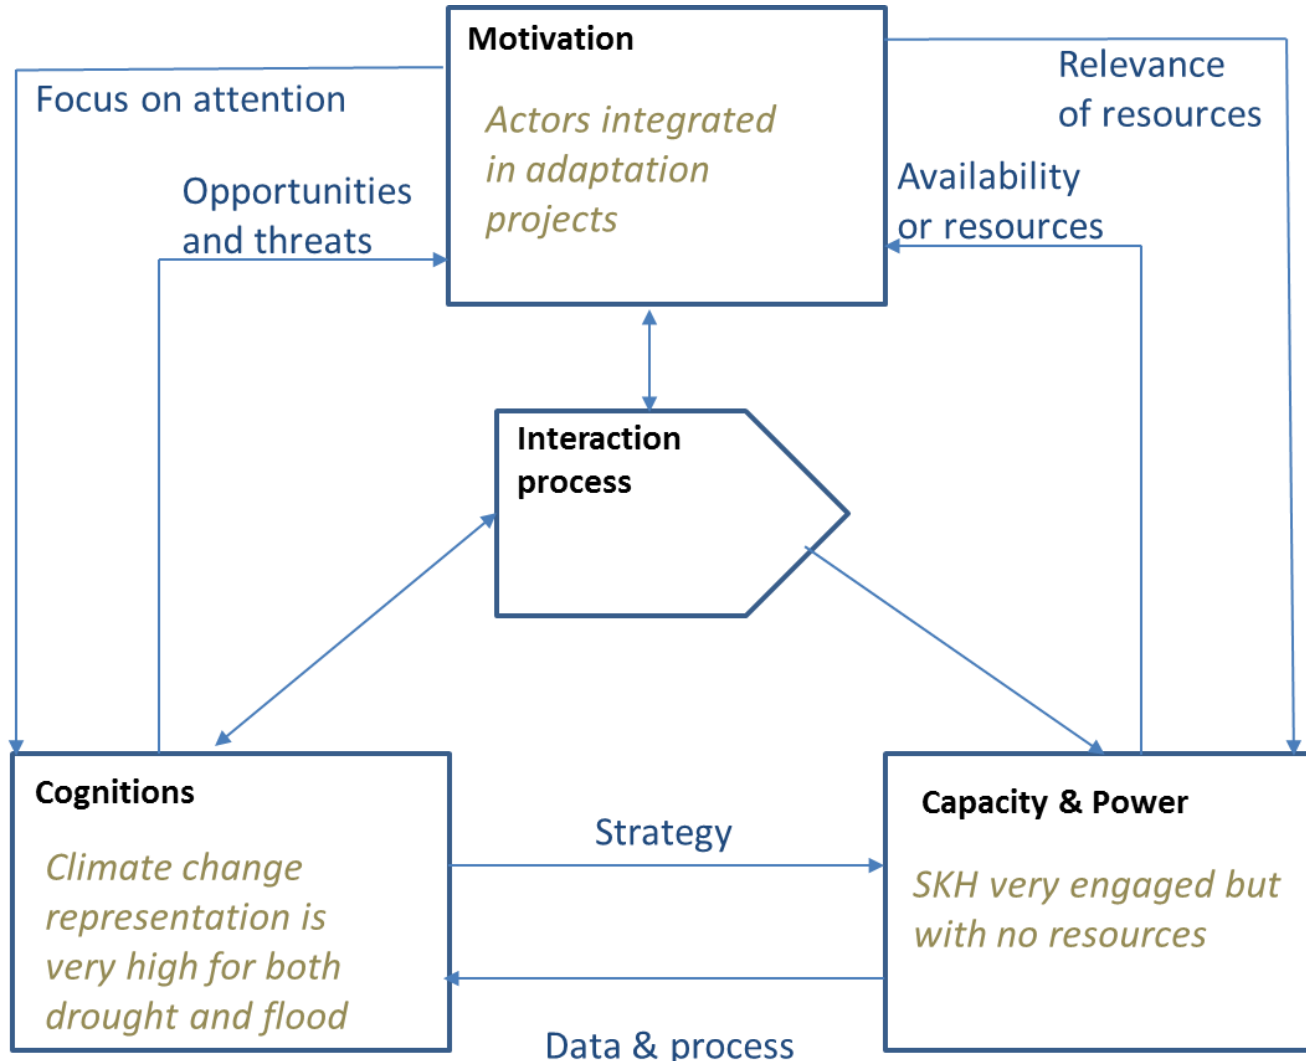 Motivation
Focus on attention
Relevance
of resources
Actors integrated
in adaptation
projects
Opportunities
and threats
Availability
or resources
Interaction
process
Cognitions
Climate change
representation is
very high for both
drought and flood
Strategy
Capacity & Power
SKH very engaged but
with no resources
Data & process